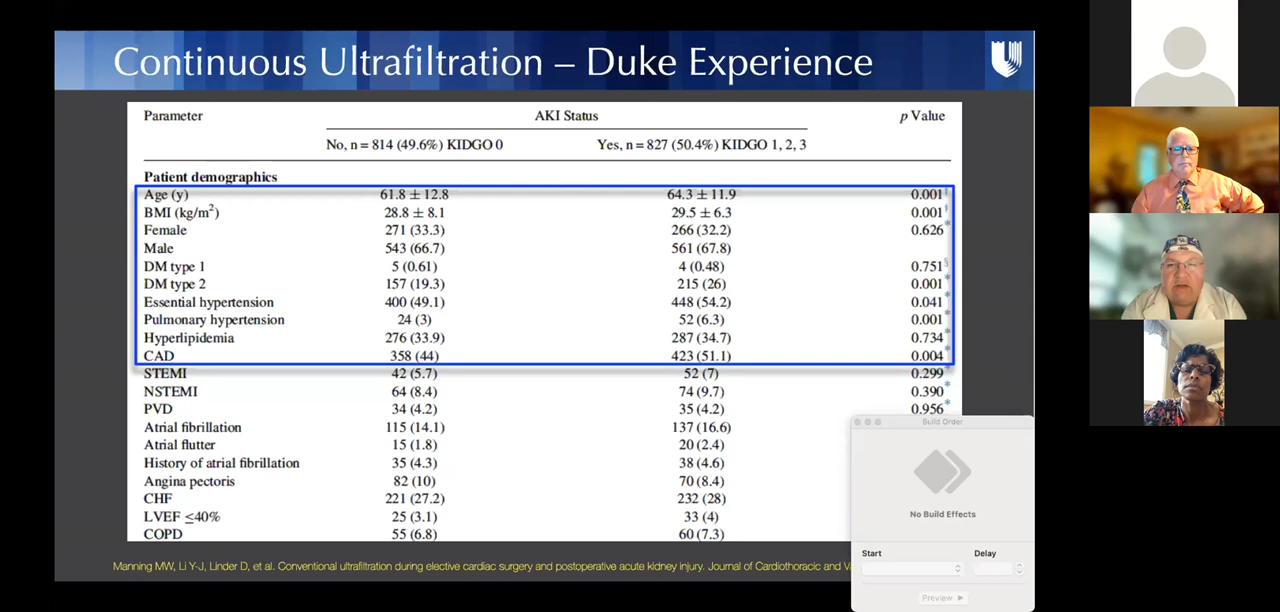 Continuous Ultrafiltration – Duke Experience
Parameter AKI Status p Value
No, n = 814 (49.6%) KIDGO 0 Yes, n = 827 (50.4%) KIDGO 1, 2, 3
Patient demographics
Age (y) 61.8 ± 12.8 64.3 ± 11.9 0.001†
BMI (kg/m2) 28.8 ± 8.1 29.5 ± 6.3 0.001†
Female 271 (33.3) 266 (32.2) 0.626*
Male 543 (66.7) 561 (67.8)
DM type 1 5 (0.61) 4 (0.48) 0.751§
DM type 2 157 (19.3) 215 (26) 0.001*
Essential hypertension 400 (49.1) 448 (54.2) 0.041*
Pulmonary hypertension 24 (3) 52 (6.3) 0.001*
Hyperlipidemia 276 (33.9) 287 (34.7) 0.734*
CAD 358 (44) 423 (51.1) 0.004*
STEMI 42 (5.7) 52 (7) 0.299*
NSTEMI 64 (8.4) 74 (9.7) 0.390*
PVD 34 (4.2) 35 (4.2) 0.956*
Atrial fibrillation 115 (14.1) 137 (16.6)
Atrial flutter 15 (1.8) 20 (2.4)
History of atrial fibrillation 35 (4.3) 38 (4.6)
Angina pectoris 82 (10) 70 (8.4)
CHF 221 (27.2) 232 (28)
LVEF ≤40% 25 (3.1) 33 (4)
COPD 55 (6.8) 60 (7.3)
Manning MW, Li Y-J, Linder D, et al. Conventional ultrafiltration during elective cardiac surgery and postoperative acute kidney injury. Journal of Cardiothoracic and
Build Order
No Build Effects
Start Delay
Preview